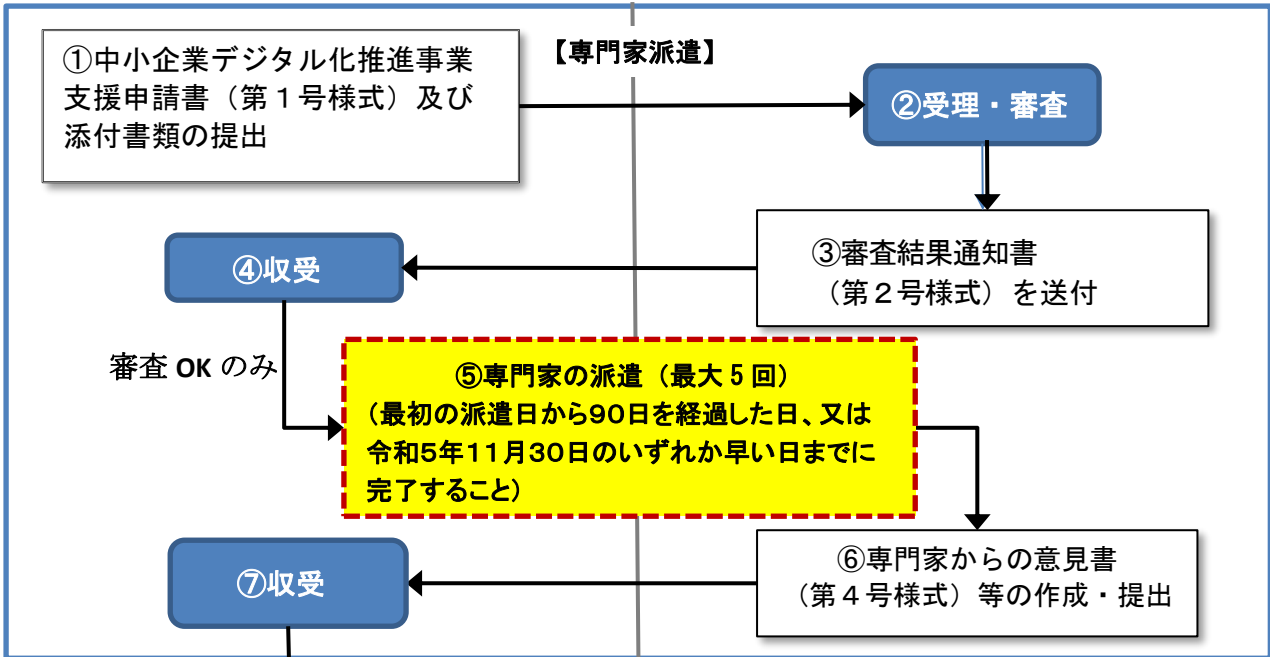 【専門家派遣】
①中小企業デジタル化推進事業
支援申請書（第１号様式）及び
添付書類の提出
②受理・審査
③審査結果通知書
（第２号様式）を送付
④収受
審査 OK のみ
⑤専門家の派遣（最大５回）
（最初の派遣日から90日を経過した日、又は
令和5年11月30日のいずれか早い日までに
完了すること）
⑥専門家からの意見書
（第４号様式）等の作成・提出
⑦収受